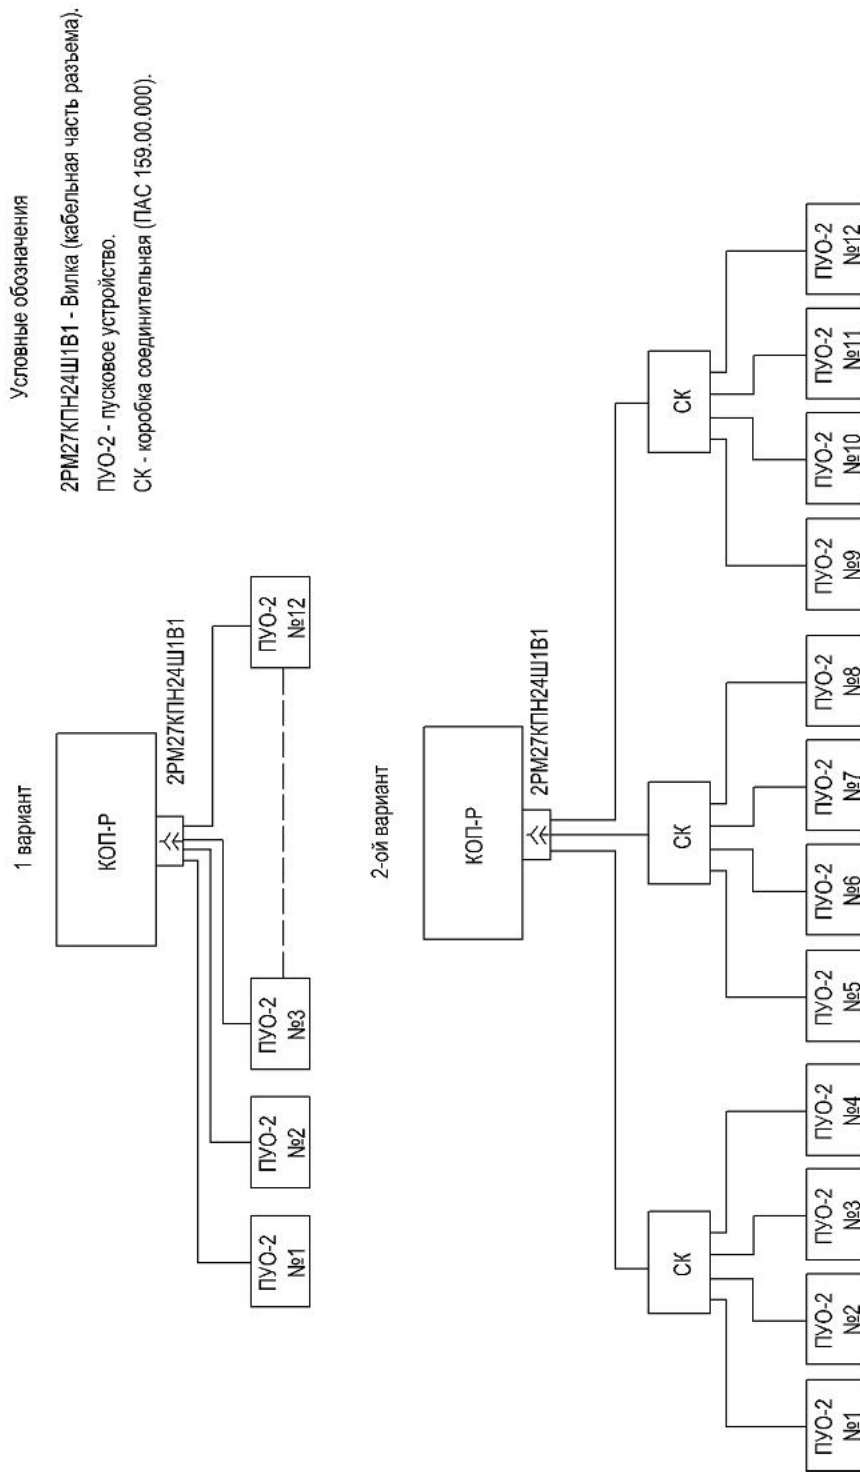 Условные обозначения
2РМ27КПН24Ш1В1 - Вилка (кабельная часть разъема).
ПУО-2 - пусковое устройство.
СК - коробка соединительная (ПАС 159.00.000).
1 вариант
КОП-Р
2РМ27КПН24Ш1В1
ПУО-2
№1
ПУО-2
№2
ПУО-2
№3
ПУО-2
№12
2-ой вариант
КОП-Р
2РМ27КПН24Ш1В1
СК
СК
СК
ПУО-2
№1
ПУО-2
№2
ПУО-2
№3
ПУО-2
№4
ПУО-2
№5
ПУО-2
№6
ПУО-2
№7
ПУО-2
№8
ПУО-2
№9
ПУО-2
№10
ПУО-2
№11
ПУО-2
№12